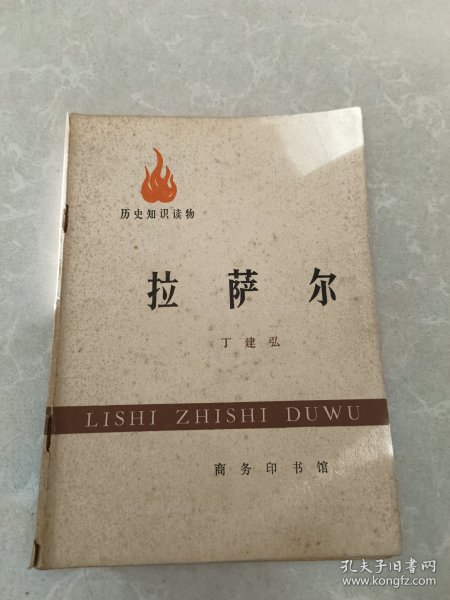 历史知识读物
拉萨尔
丁建弘
LISHI ZHISHI DUWU
商务印书馆
孔夫子旧书网
www.kongfz.com